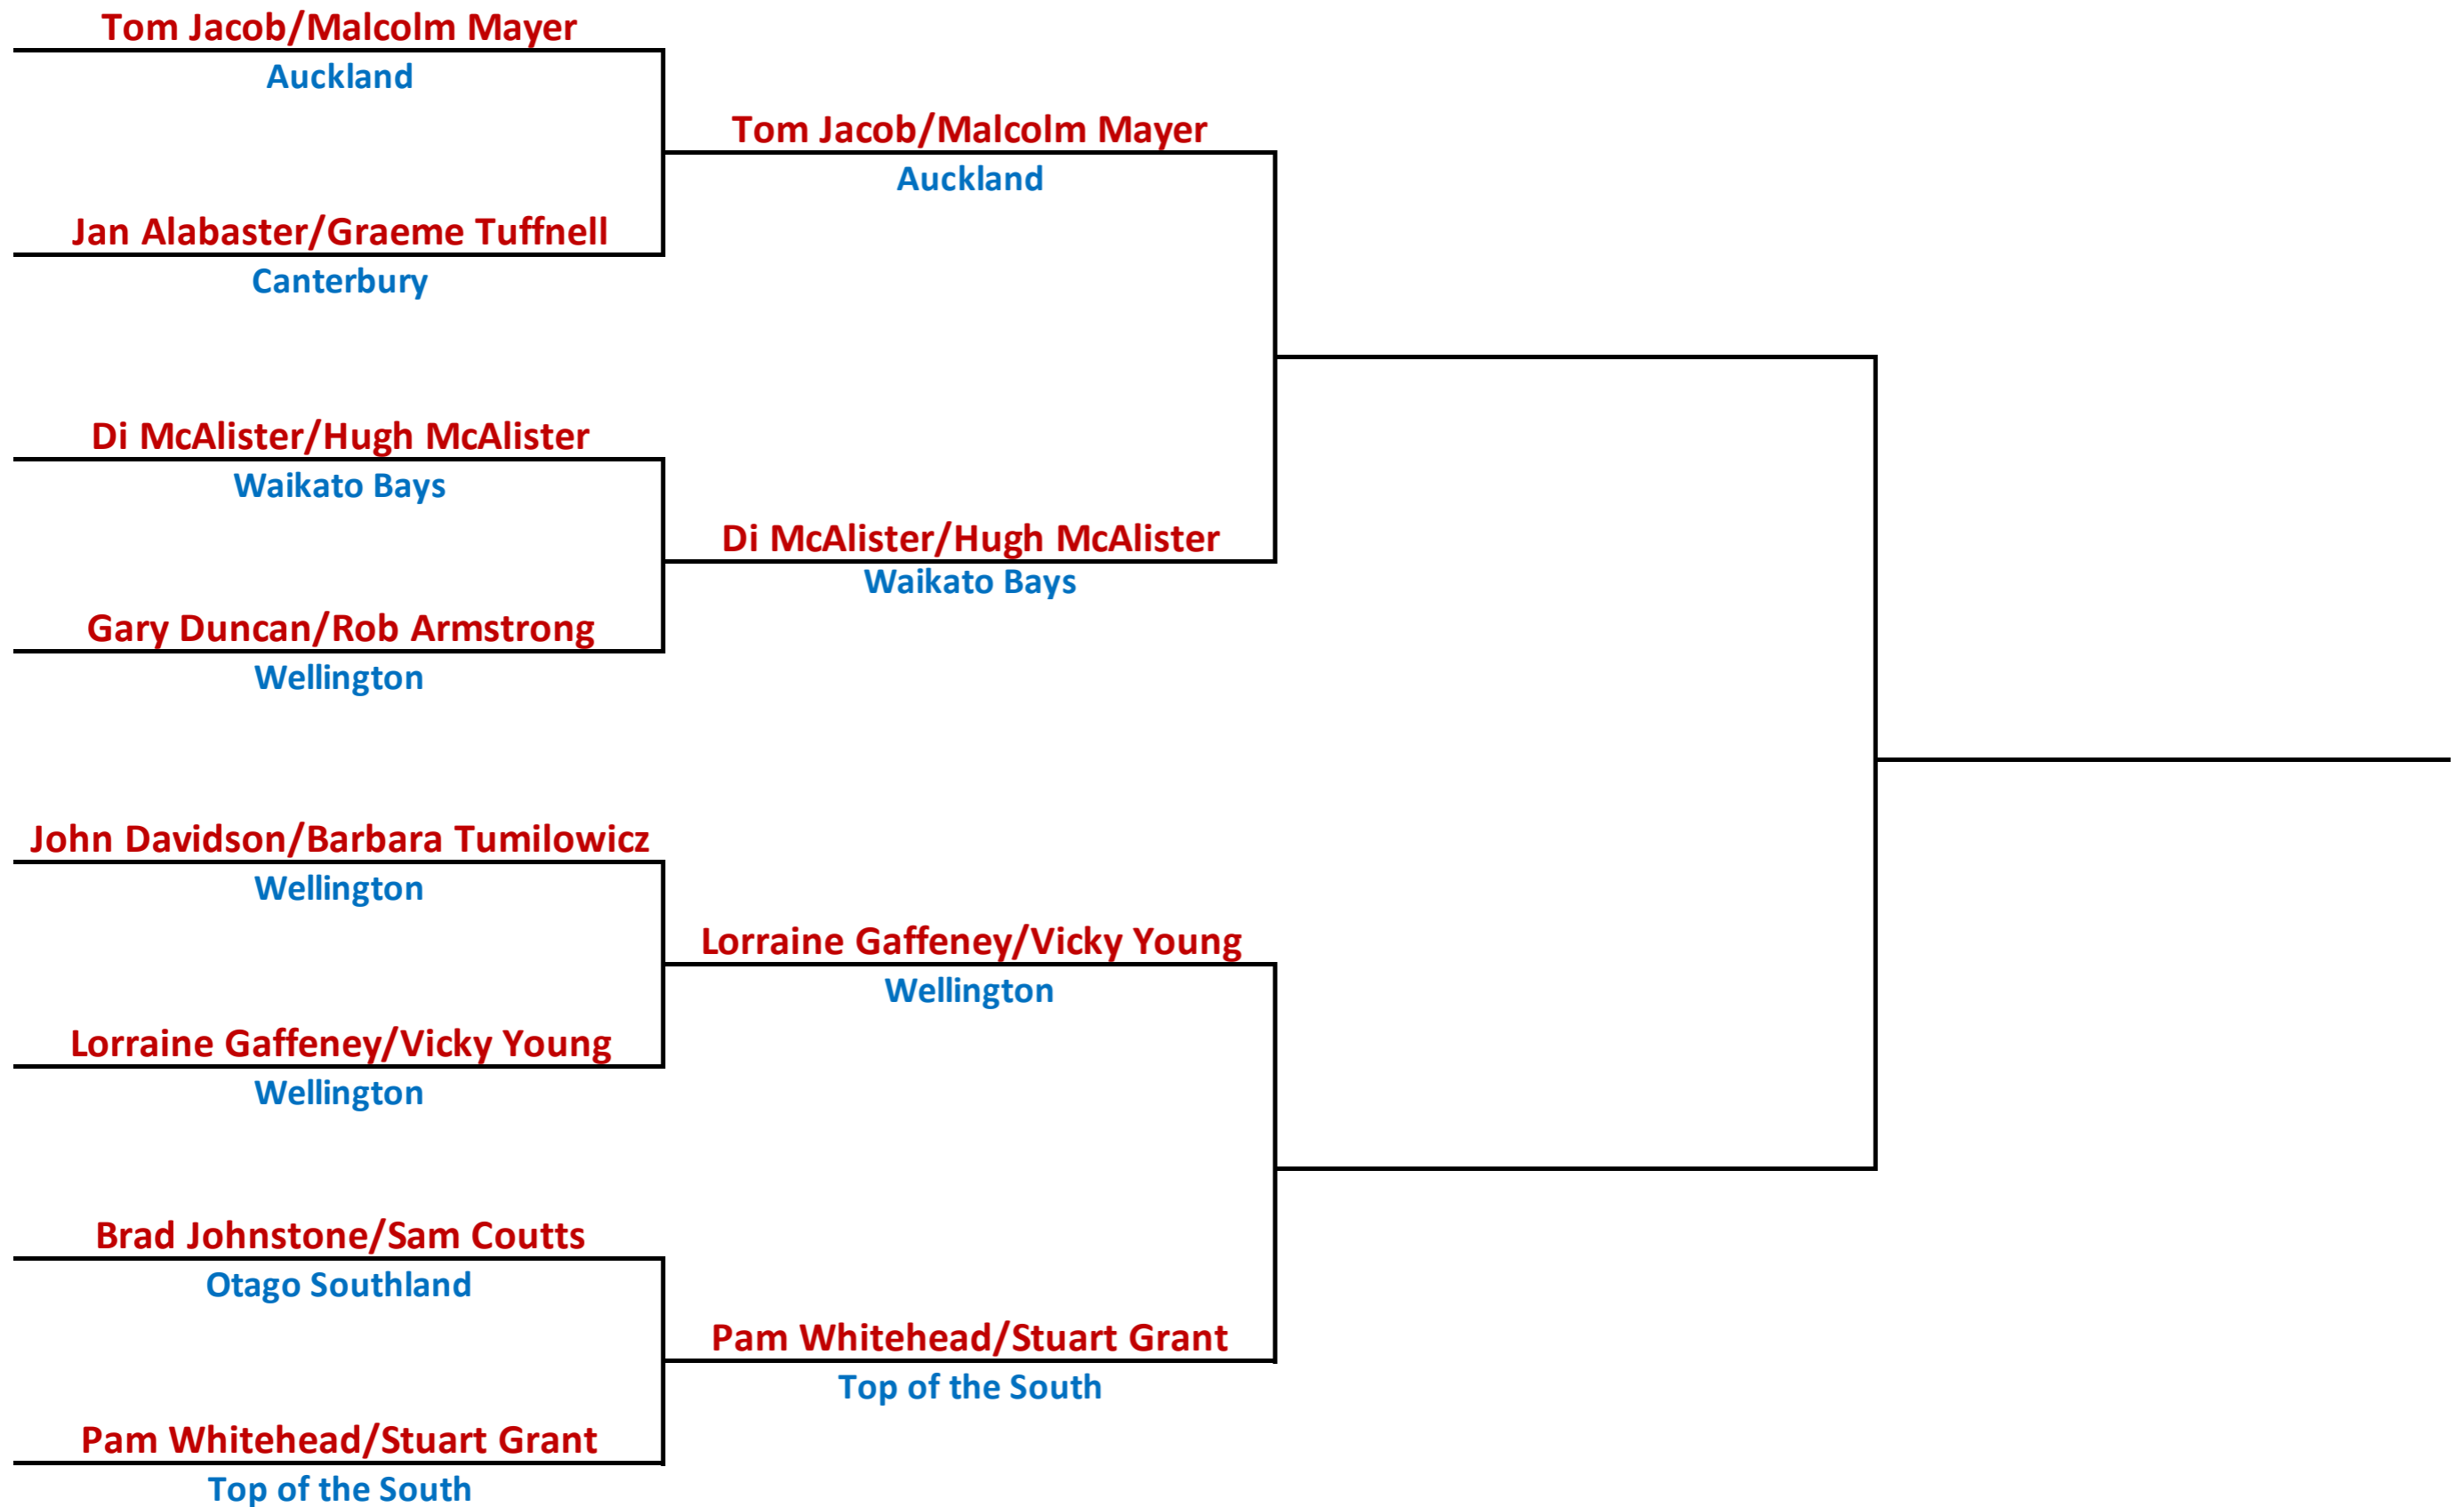 Tom Jacob/Malcolm Mayer
Auckland
Tom Jacob/Malcolm Mayer
Auckland
Jan Alabaster/Graeme Tuffnell
Canterbury
Di McAlister/Hugh McAlister
Waikato Bays
Di McAlister/Hugh McAlister
Waikato Bays
Gary Duncan/Rob Armstrong
Wellington
John Davidson/Barbara Tumilowicz
Wellington
Lorraine Gaffeney/Vicky Young
Wellington
Lorraine Gaffeney/Vicky Young
Wellington
Brad Johnstone/Sam Coutts
Otago Southland
Pam Whitehead/Stuart Grant
Top of the South
Pam Whitehead/Stuart Grant
Top of the South